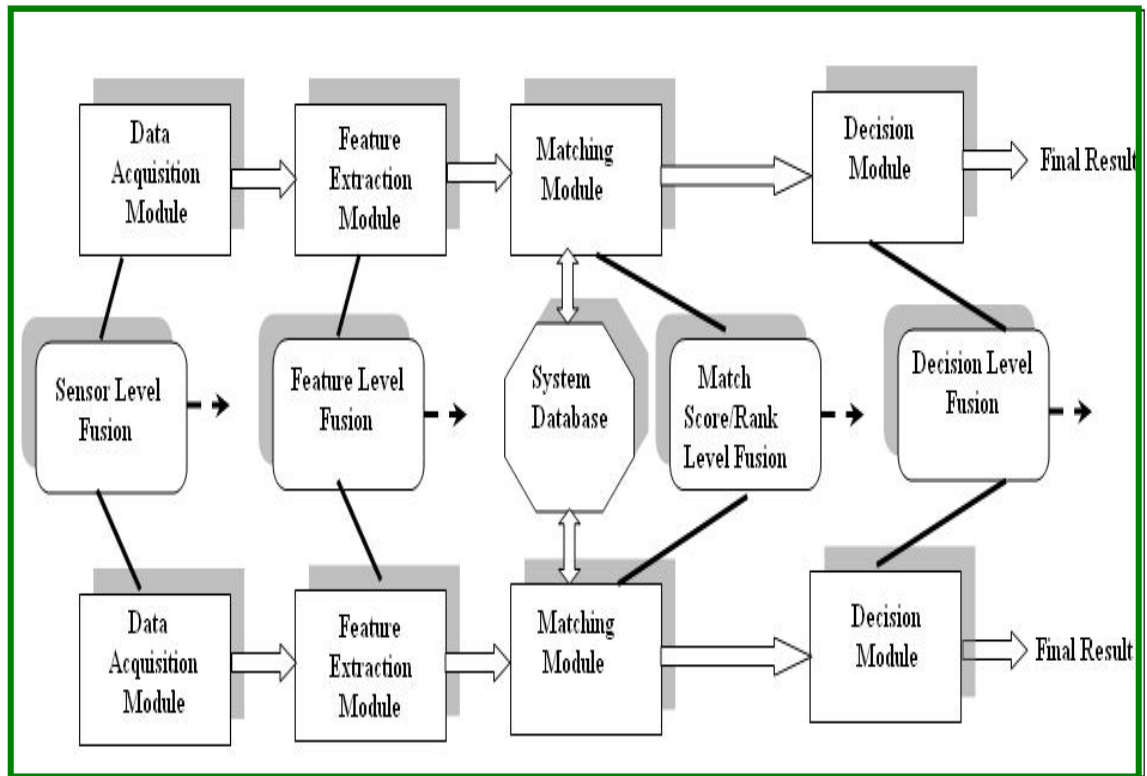 Data
Acquisition
Module
Feature
Extraction
Module
Matching
Module
Decision
Module
Final Result
Sensor Level
Fusion
Feature Level
Fusion
System
Database
Match
Score/Rank
Level Fusion
Decision Level
Fusion
Data
Acquisition
Module
Feature
Extraction
Module
Matching
Module
Decision
Module
Final Result